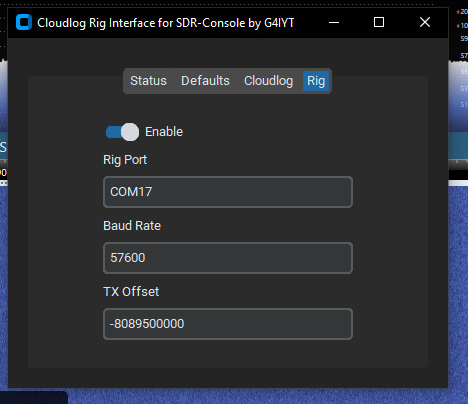 Cloudlog Rig Interface for SDR-Console by G4IYT
Status Defaults Cloudlog Rig
Enable
Rig Port
COM17
Baud Rate
57600
TX Offset
-8089500000